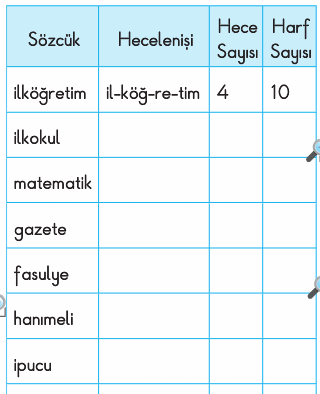 Sözcük Hecelenişi Hece Sayısı Harf Sayısı
ilköğretim il-köğ-re-tim 4 10
ilkokul
matematik
gazete
fasulye
hanımeli
ipucu